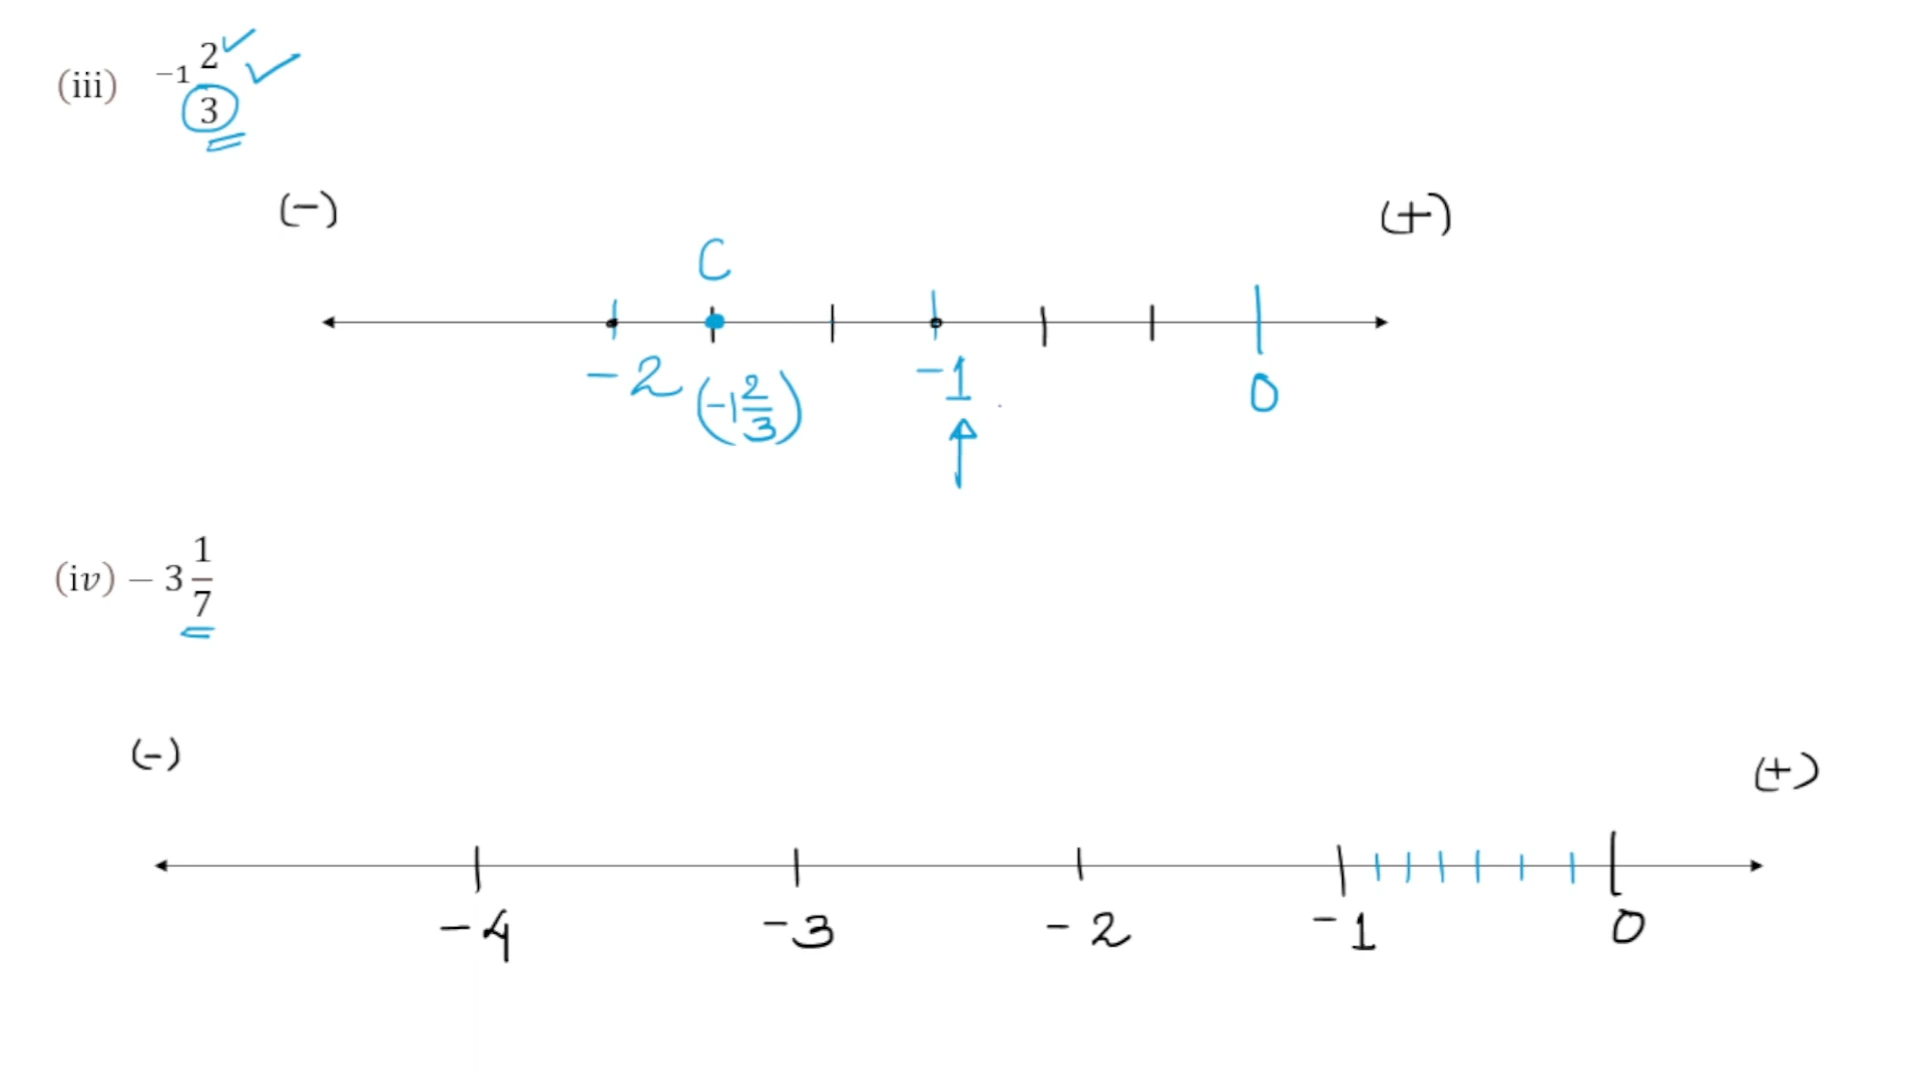 (iii) -1 2/3
(-) (+)
C
-2 (-1 2/3) -1 0
(iv) – 3 1/7
(-) (+)
-4 -3 -2 -1 0